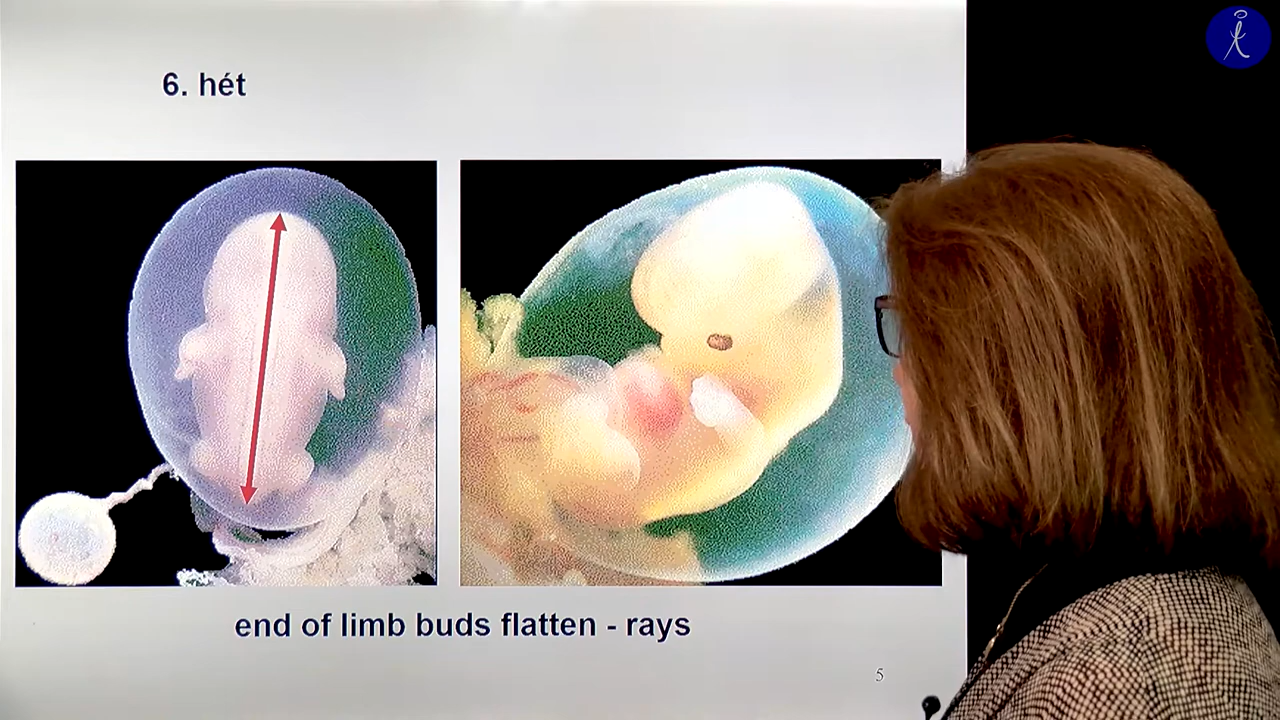 6. hét
end of limb buds flatten - rays
5